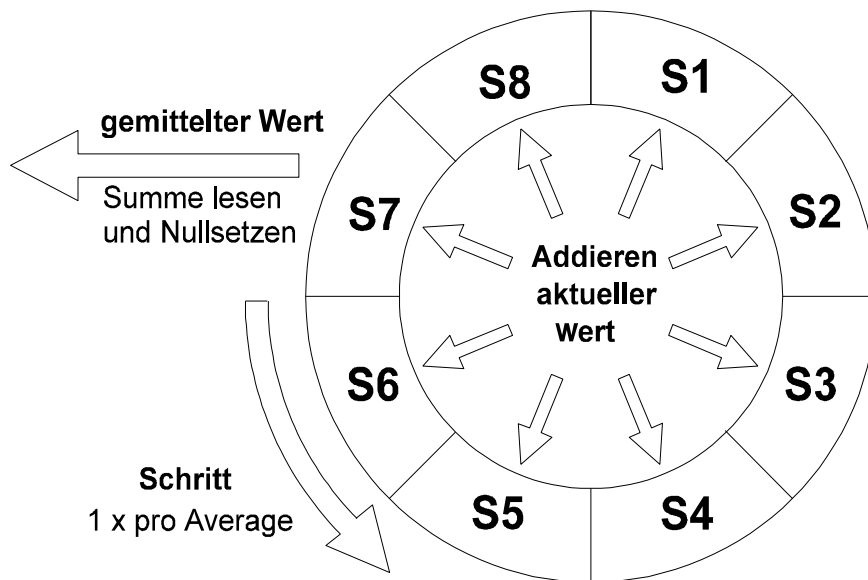 S8
S1
gemittelter Wert
Summe lesen
und Nullsetzen
S7
S2
Addieren
aktueller
wert
S6
S3
Schritt
1 x pro Average
S5
S4